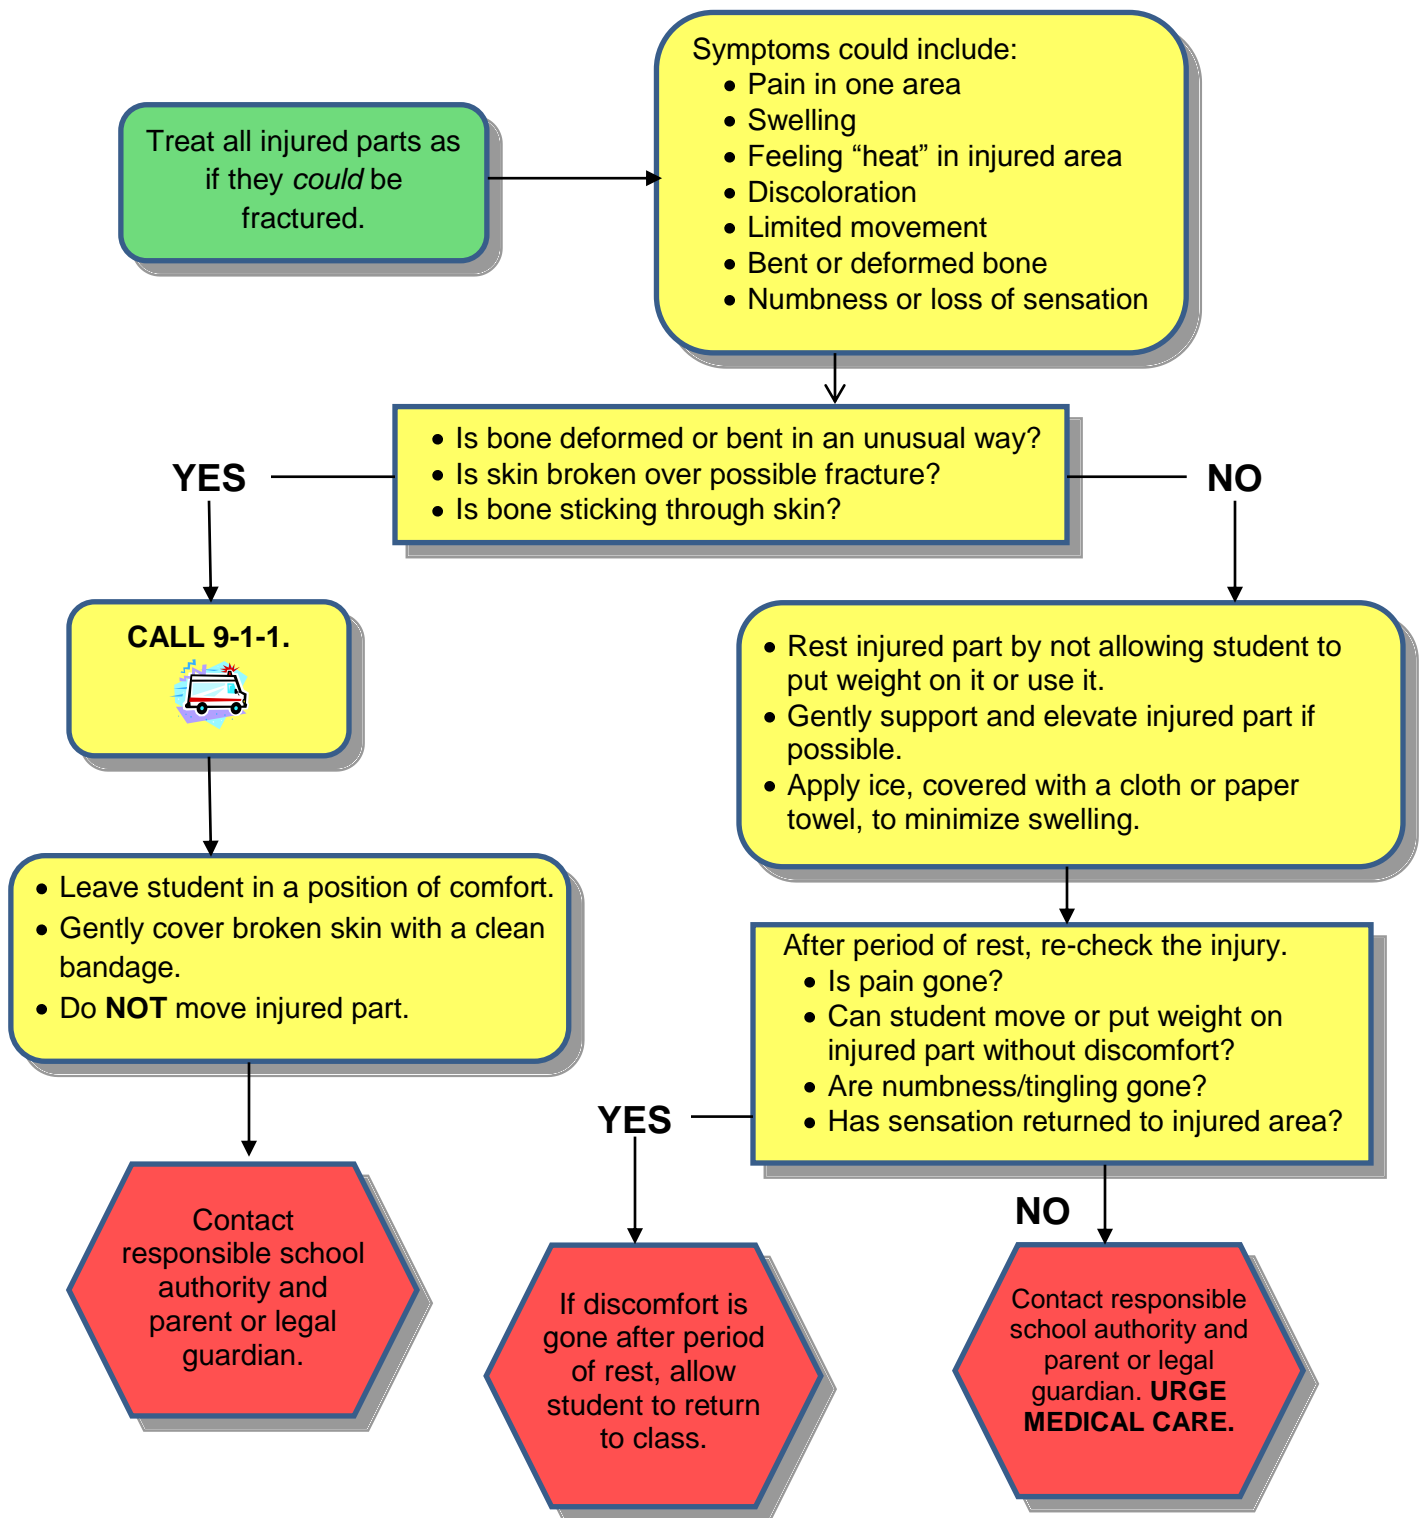 Treat all injured parts as
if they could be
fractured.
Symptoms could include:
• Pain in one area
• Swelling
• Feeling “heat” in injured area
• Discoloration
• Limited movement
• Bent or deformed bone
• Numbness or loss of sensation
• Is bone deformed or bent in an unusual way?
• Is skin broken over possible fracture?
• Is bone sticking through skin?
YES
NO
CALL 9-1-1.
• Leave student in a position of comfort.
• Gently cover broken skin with a clean
bandage.
• Do NOT move injured part.
Contact
responsible school
authority and
parent or legal
guardian.
• Rest injured part by not allowing student to
put weight on it or use it.
• Gently support and elevate injured part if
possible.
• Apply ice, covered with a cloth or paper
towel, to minimize swelling.
After period of rest, re-check the injury.
• Is pain gone?
• Can student move or put weight on
injured part without discomfort?
• Are numbness/tingling gone?
• Has sensation returned to injured area?
YES
NO
If discomfort is
gone after period
of rest, allow
student to return
to class.
Contact responsible
school authority and
parent or legal
guardian. URGE
MEDICAL CARE.